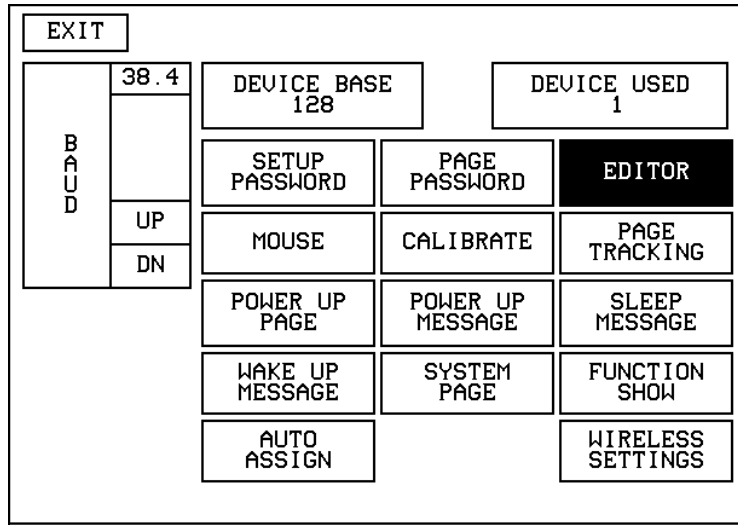 EXIT
38.4
BAUD
UP
DN
DEVICE BASE
128
DEVICE USED
1
SETUP
PASSWORD
PAGE
PASSWORD
EDITOR
MOUSE
CALIBRATE
PAGE
TRACKING
POWER UP
PAGE
POWER UP
MESSAGE
SLEEP
MESSAGE
WAKE UP
MESSAGE
SYSTEM
PAGE
FUNCTION
SHOW
AUTO
ASSIGN
WIRELESS
SETTINGS